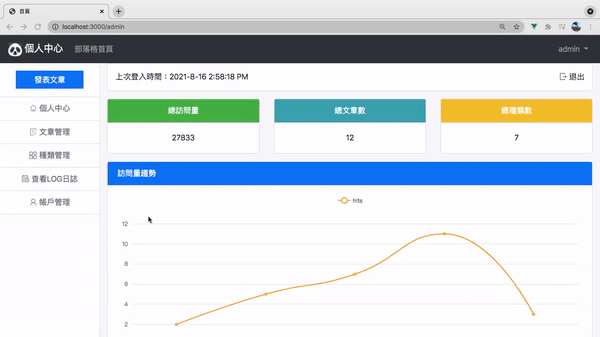 首頁
localhost:3000/admin
個人中心
部落格首頁
admin
發表文章
個人中心
文章管理
種類管理
查看LOG日誌
帳戶管理
上次登入時間：2021-8-16 2:58:18 PM
退出
總訪問量
總文章數
總種類數
27833
12
7
訪問量趨勢
hits
12
10
8
6
4
2